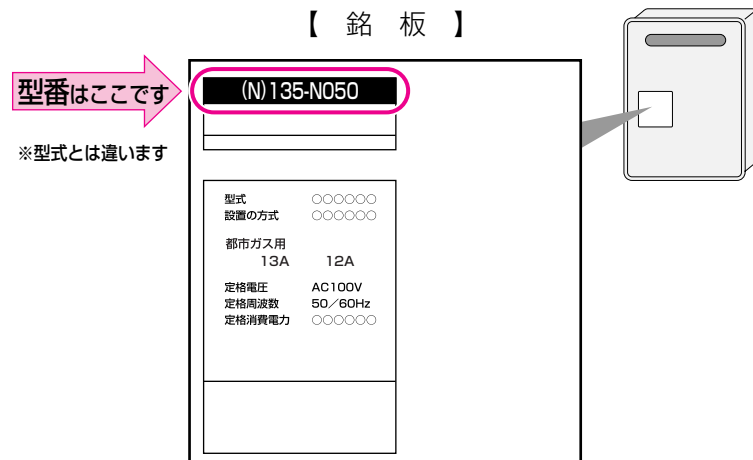 【 銘 板 】
型番はここです
(N)135-N050
※型式とは違います
型式 ○○○○○○
設置の方式 ○○○○○○
都市ガス用
13A 12A
定格電圧 AC100V
定格周波数 50／60Hz
定格消費電力 ○○○○○○